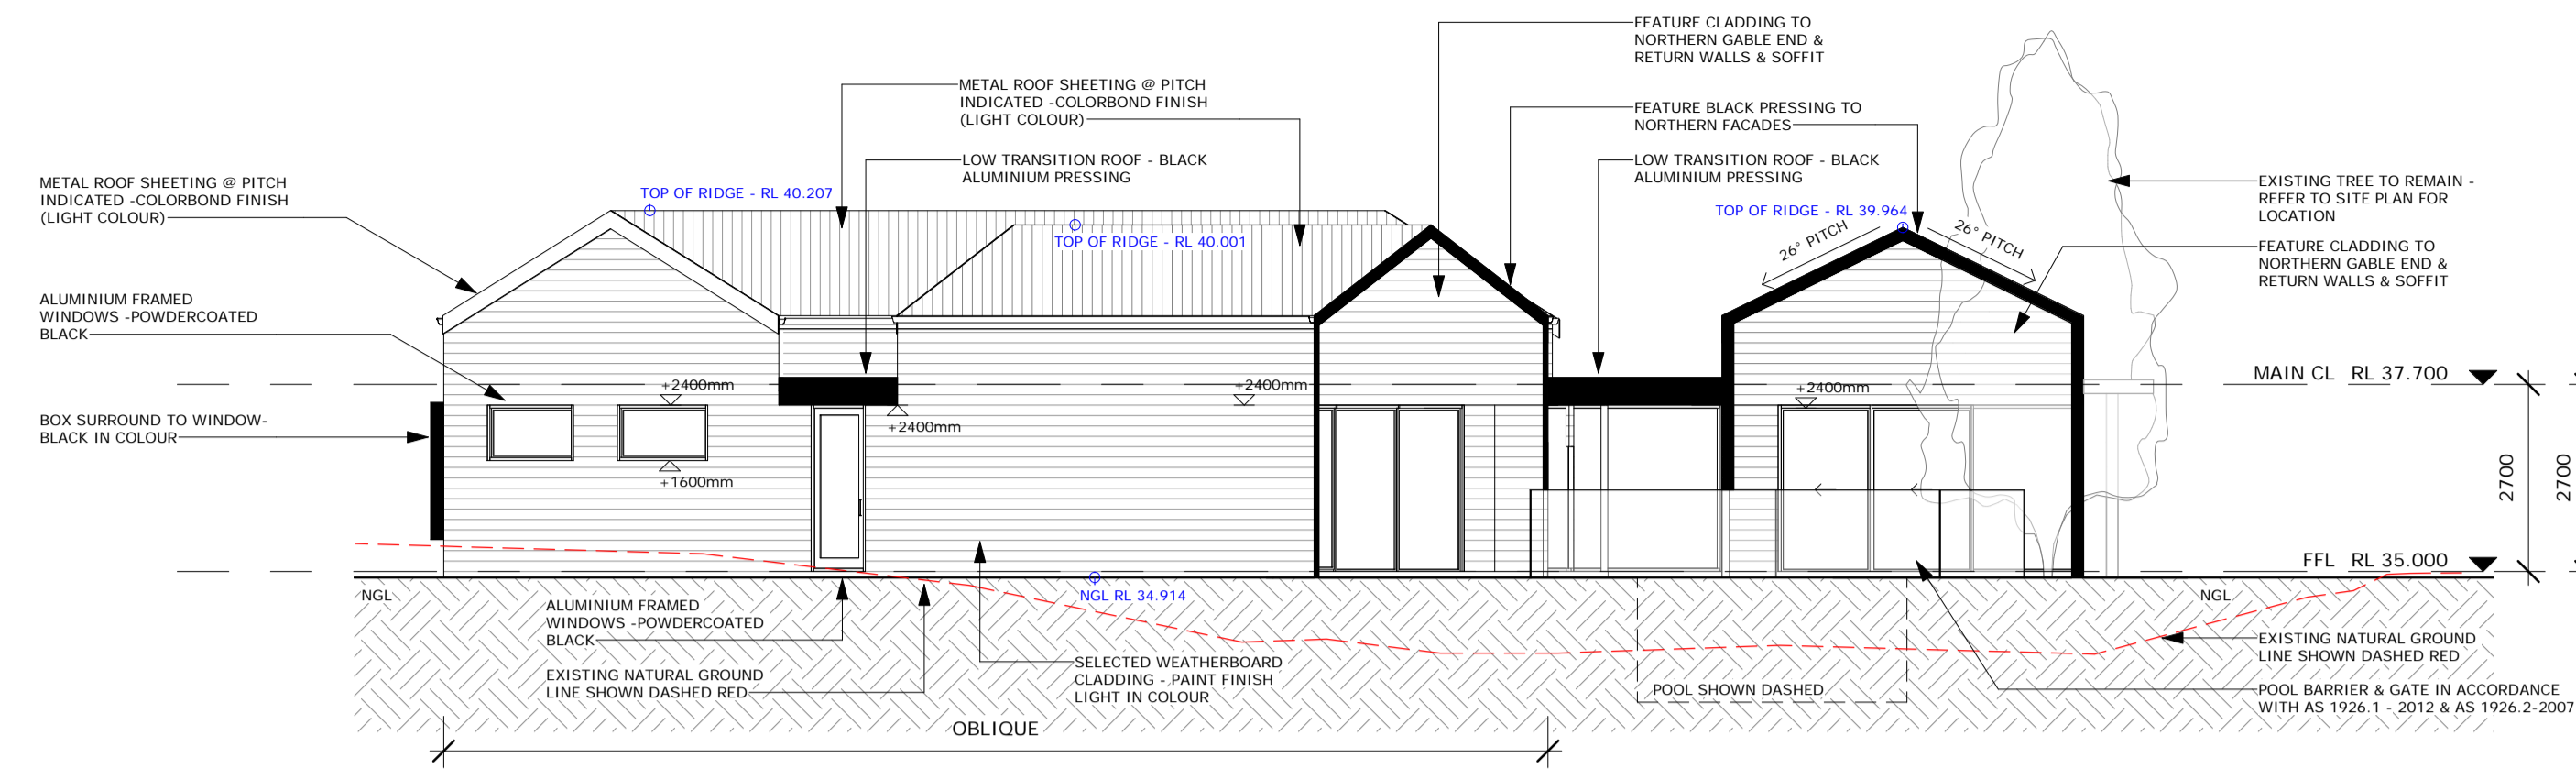 FEATURE CLADDING TO
NORTHERN GABLE END &
RETURN WALLS & SOFFIT
METAL ROOF SHEETING @ PITCH
INDICATED -COLORBOND FINISH
(LIGHT COLOUR)
FEATURE BLACK PRESSING TO
NORTHERN FACADES
LOW TRANSITION ROOF - BLACK
ALUMINIUM PRESSING
LOW TRANSITION ROOF - BLACK
ALUMINIUM PRESSING
METAL ROOF SHEETING @ PITCH
INDICATED -COLORBOND FINISH
(LIGHT COLOUR)
TOP OF RIDGE - RL 40.207
TOP OF RIDGE - RL 40.001
TOP OF RIDGE - RL 39.964
26° PITCH
26° PITCH
EXISTING TREE TO REMAIN -
REFER TO SITE PLAN FOR
LOCATION
FEATURE CLADDING TO
NORTHERN GABLE END &
RETURN WALLS & SOFFIT
ALUMINIUM FRAMED
WINDOWS -POWDERCOATED
BLACK
MAIN CL RL 37.700
+2400mm
+2400mm
+2400mm
+2400mm
BOX SURROUND TO WINDOW-
BLACK IN COLOUR
+1600mm
2700
2700
FFL RL 35.000
NGL
NGL RL 34.914
NGL
ALUMINIUM FRAMED
WINDOWS -POWDERCOATED
BLACK
EXISTING NATURAL GROUND
LINE SHOWN DASHED RED
SELECTED WEATHERBOARD
CLADDING - PAINT FINISH
LIGHT IN COLOUR
POOL SHOWN DASHED
EXISTING NATURAL GROUND
LINE SHOWN DASHED RED
POOL BARRIER & GATE IN ACCORDANCE
WITH AS 1926.1 - 2012 & AS 1926.2-2007
OBLIQUE